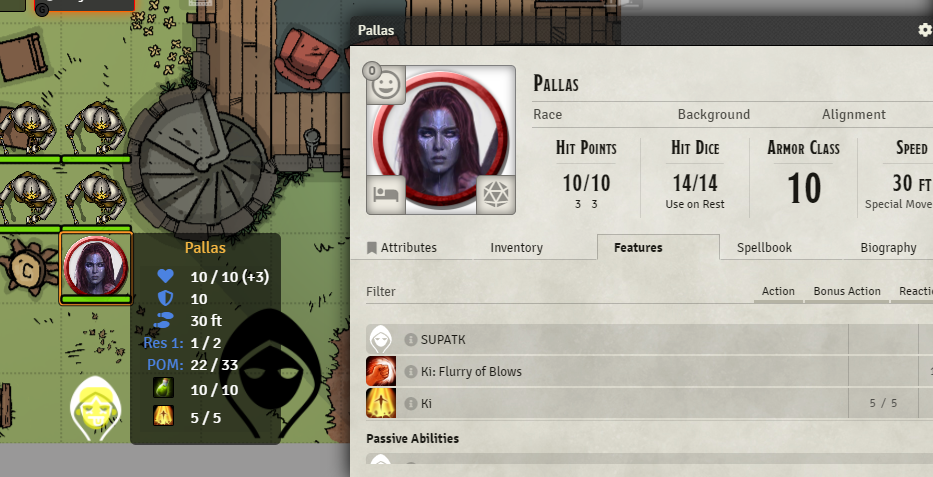 G
Pallas
0
Pallas
Race Background Alignment
Hit Points Hit Dice Armor Class Speed
10/10 14/14 10 30 ft
3 3 Use on Rest Special Move
Attributes Inventory Features Spellbook Biography
Filter Action Bonus Action Reacti
SUPATK
Ki: Flurry of Blows
Ki 5 / 5
Passive Abilities
C
Pallas
10 / 10 (+3)
10
30 ft
Res 1: 1 / 2
POM: 22 / 33
10 / 10
5 / 5